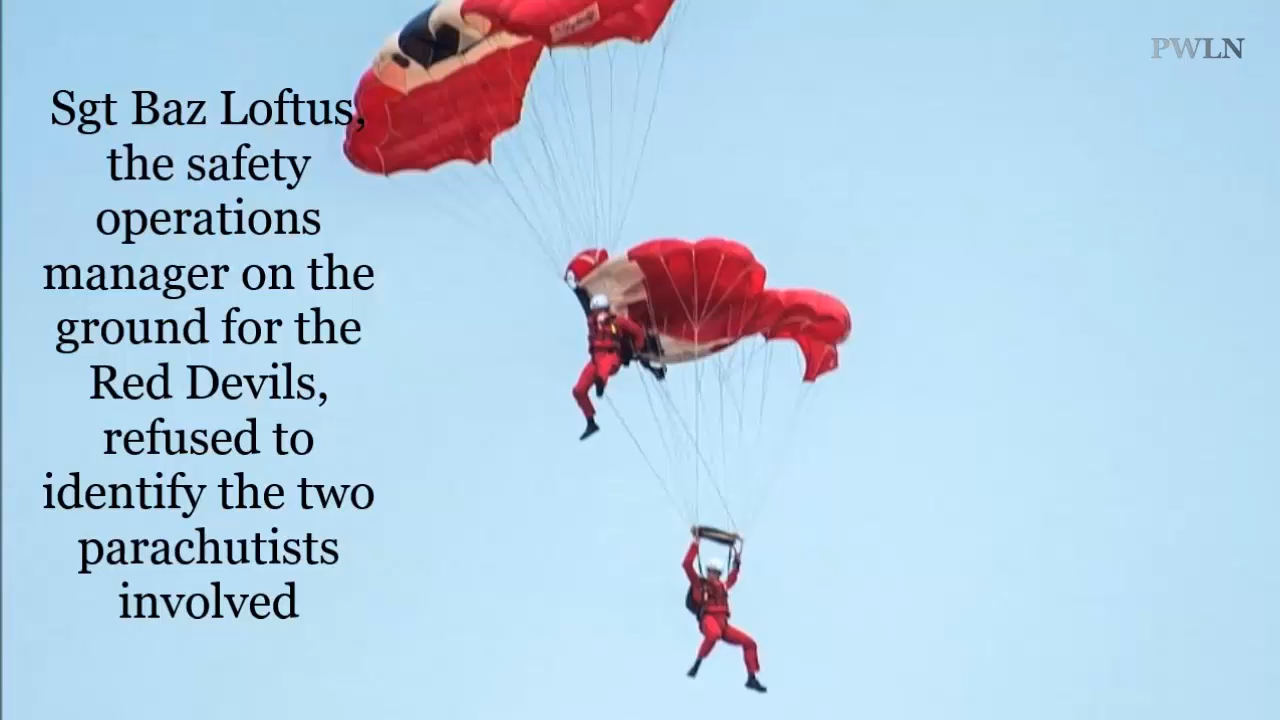 PWLN
Sgt Baz Loftus,
the safety
operations
manager on the
ground for the
Red Devils,
refused to
identify the two
parachutists
involved